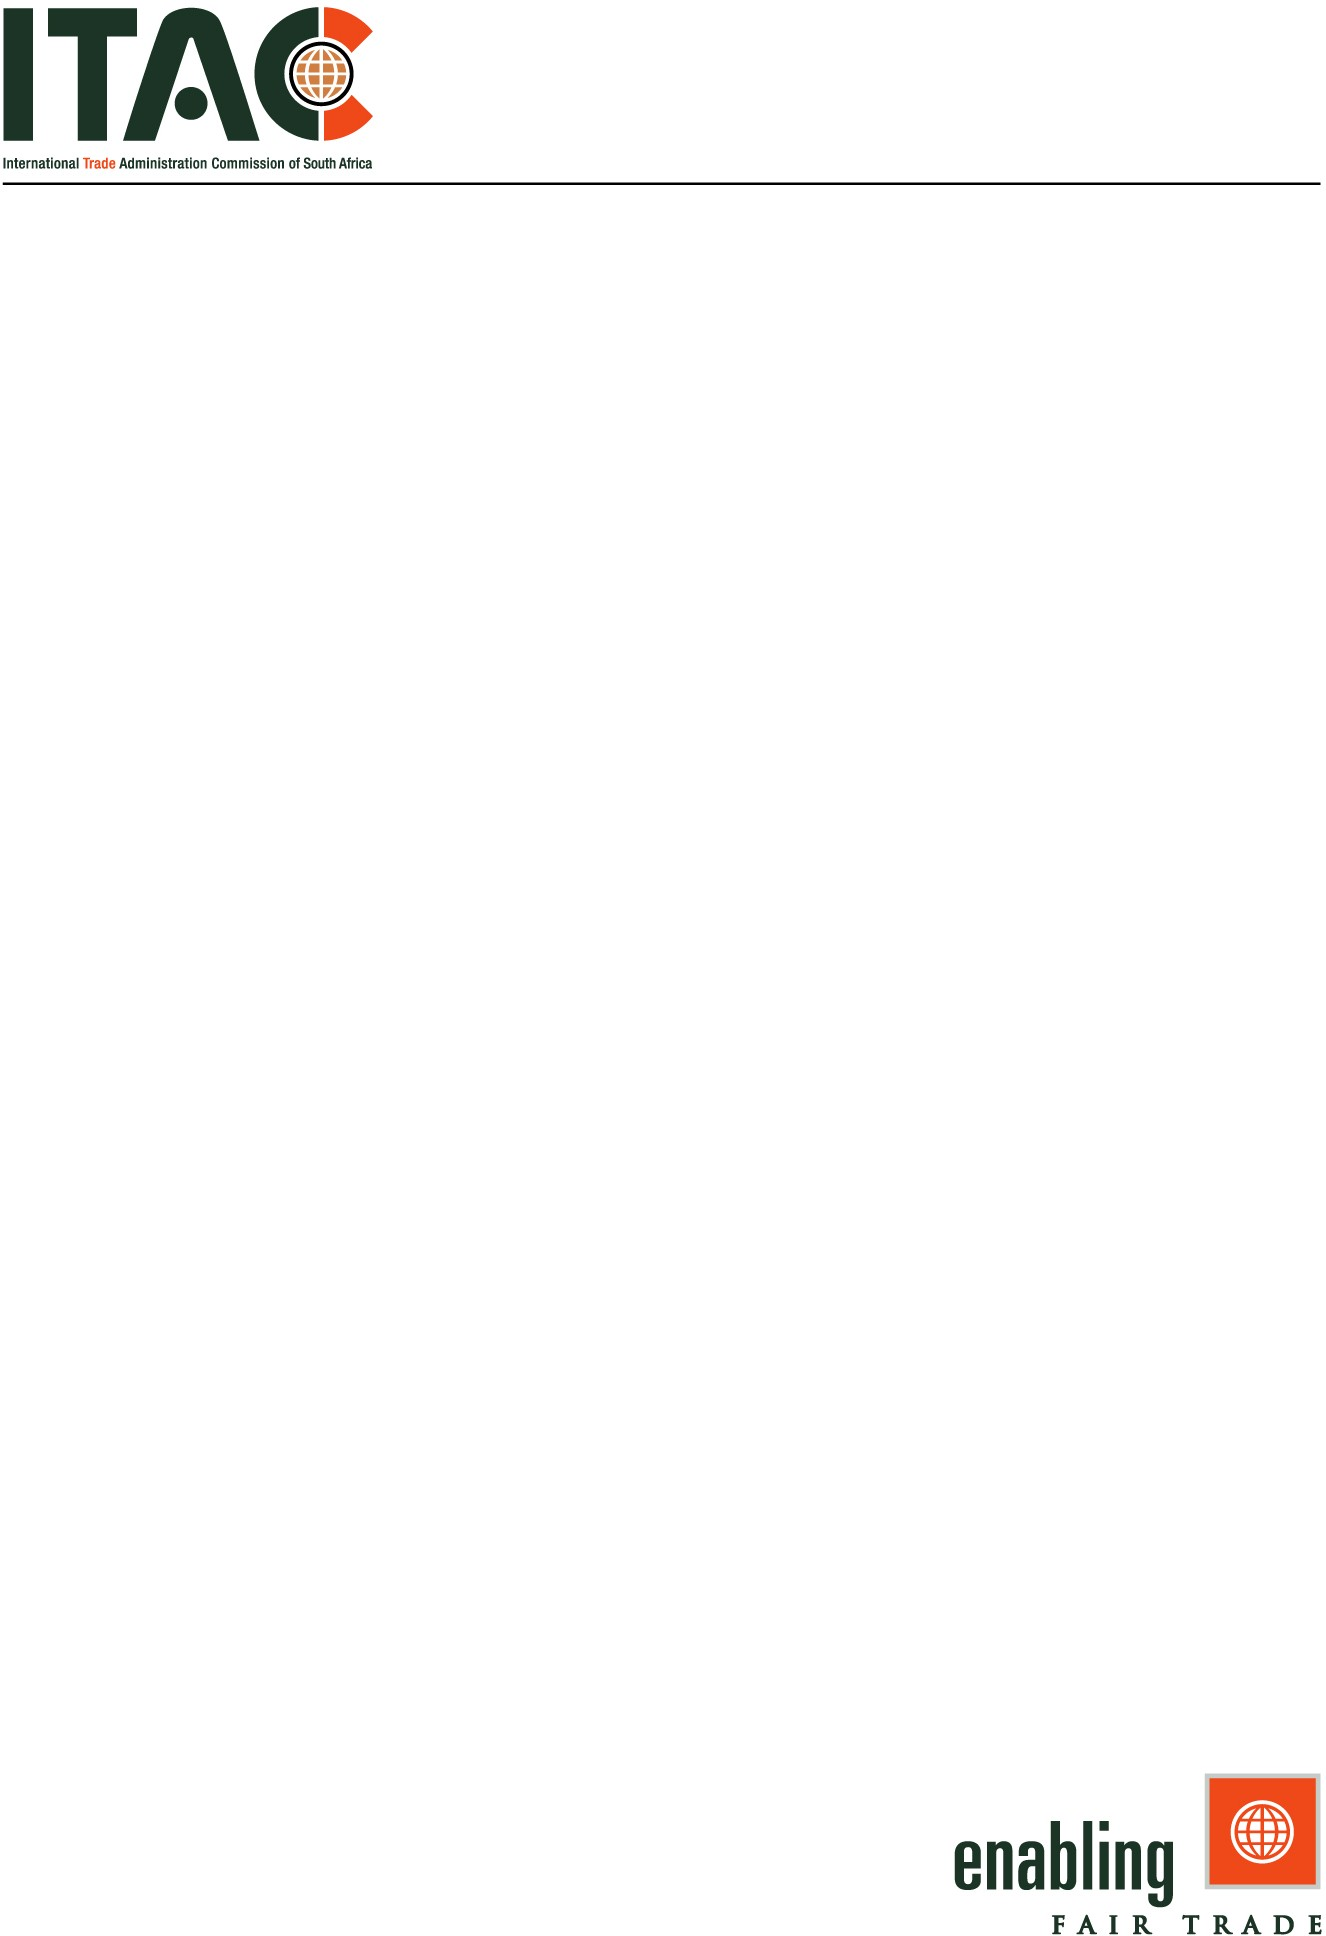 ITAC
International Trade Administration Commission of South Africa
enabling
FAIR TRADE